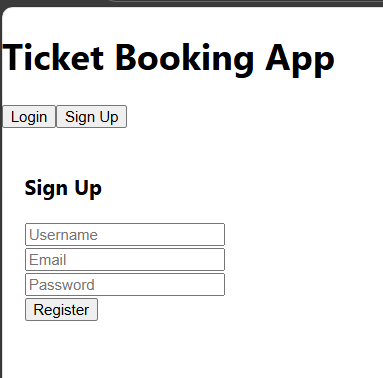 Ticket Booking App
Login Sign Up
Sign Up
Username
Email
Password
Register